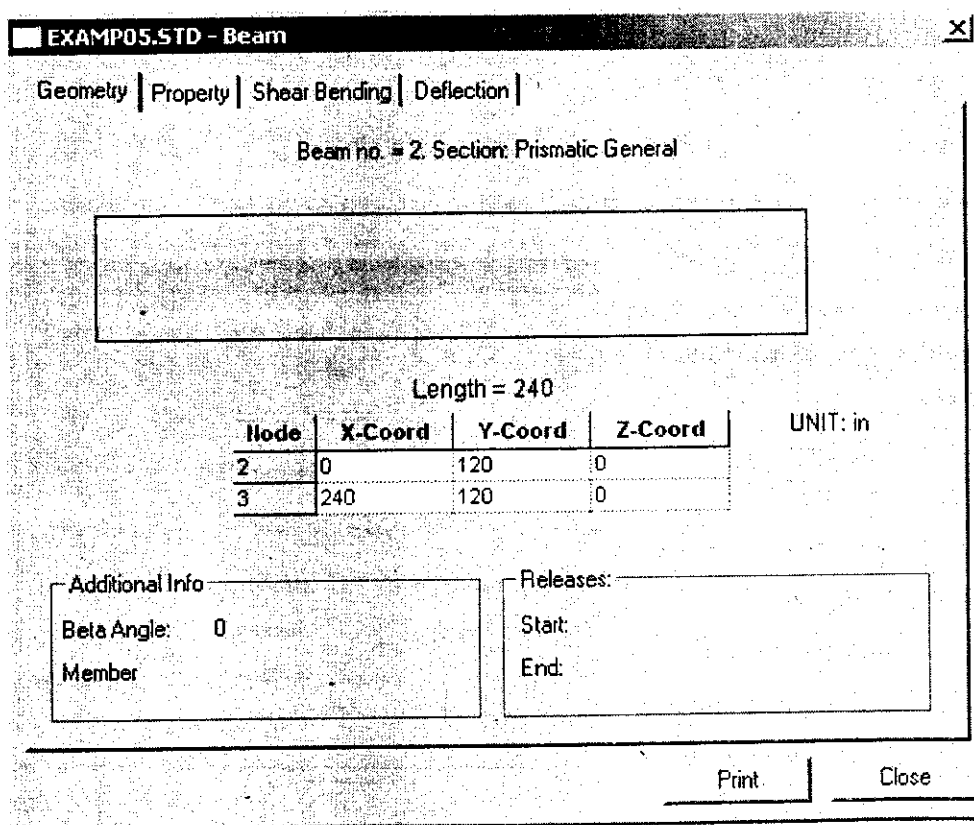 EXAMP05.STD - Beam
Geometry Property Shear Bending Deflection
Beam no. = 2. Section: Prismatic General
Length = 240
UNIT: in
Node X-Coord Y-Coord Z-Coord
2 0 120 0
3 240 120 0
Additional Info
Beta Angle: 0
Member
Releases:
Start:
End:
Print Close